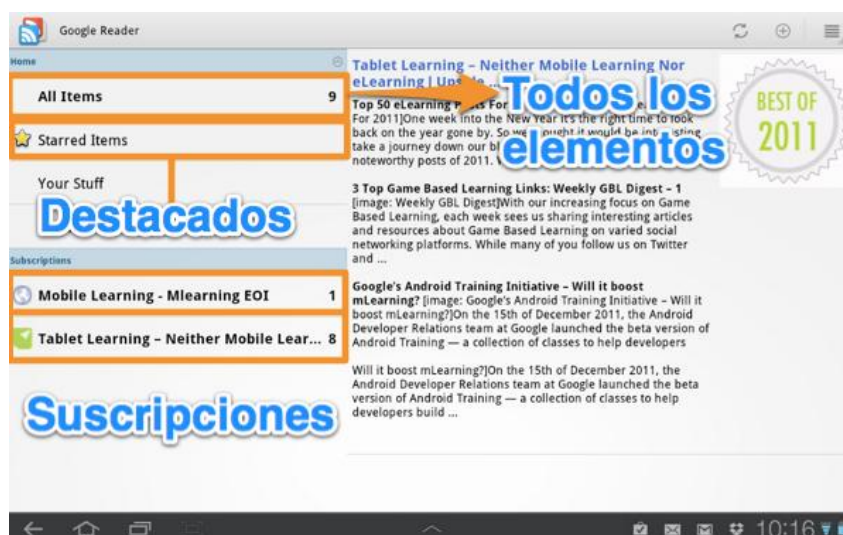 Google Reader
Home
All Items 9
Starred Items
Your Stuff
Destacados
Subscriptions
Mobile Learning - Mlearning EOI 1
Tablet Learning – Neither Mobile Lear... 8
Suscripciones
Tablet Learning – Neither Mobile Learning Nor
eLearning |
Todos los
elementos
Top 50 eLearning For
For 2011]One week into the New Year it's the right time to look
back on the year gone by. So we
take a journey down our
noteworthy posts of 2011.
3 Top Game Based Learning Links: Weekly GBL Digest – 1
[image: Weekly GBL Digest]With our increasing focus on Game
Based Learning, each week sees us sharing interesting articles
and resources about Game Based Learning on varied social
networking platforms. While many of you follow us on Twitter
and ...
Google's Android Training Initiative – Will it boost
mLearning? [image: Google's Android Training Initiative – Will it
boost mLearning?]On the 15th of December 2011, the Android
Developer Relations team at Google launched the beta version of
Android Training — a collection of classes to help developers
Will it boost mLearning?]On the 15th of December 2011, the
Android Developer Relations team at Google launched the beta
version of Android Training — a collection of classes to help
developers build ...
BEST OF
2011
10:16